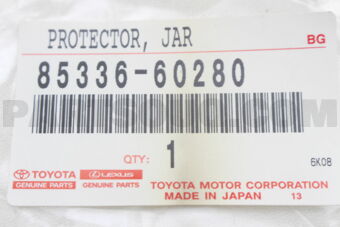 PROTECTOR, JAR BG
85336-60280
QTY: 1 6K08
TOYOTA LEXUS TOYOTA MOTOR CORPORATION
GENUINE PARTS GENUINE PARTS MADE IN JAPAN 13